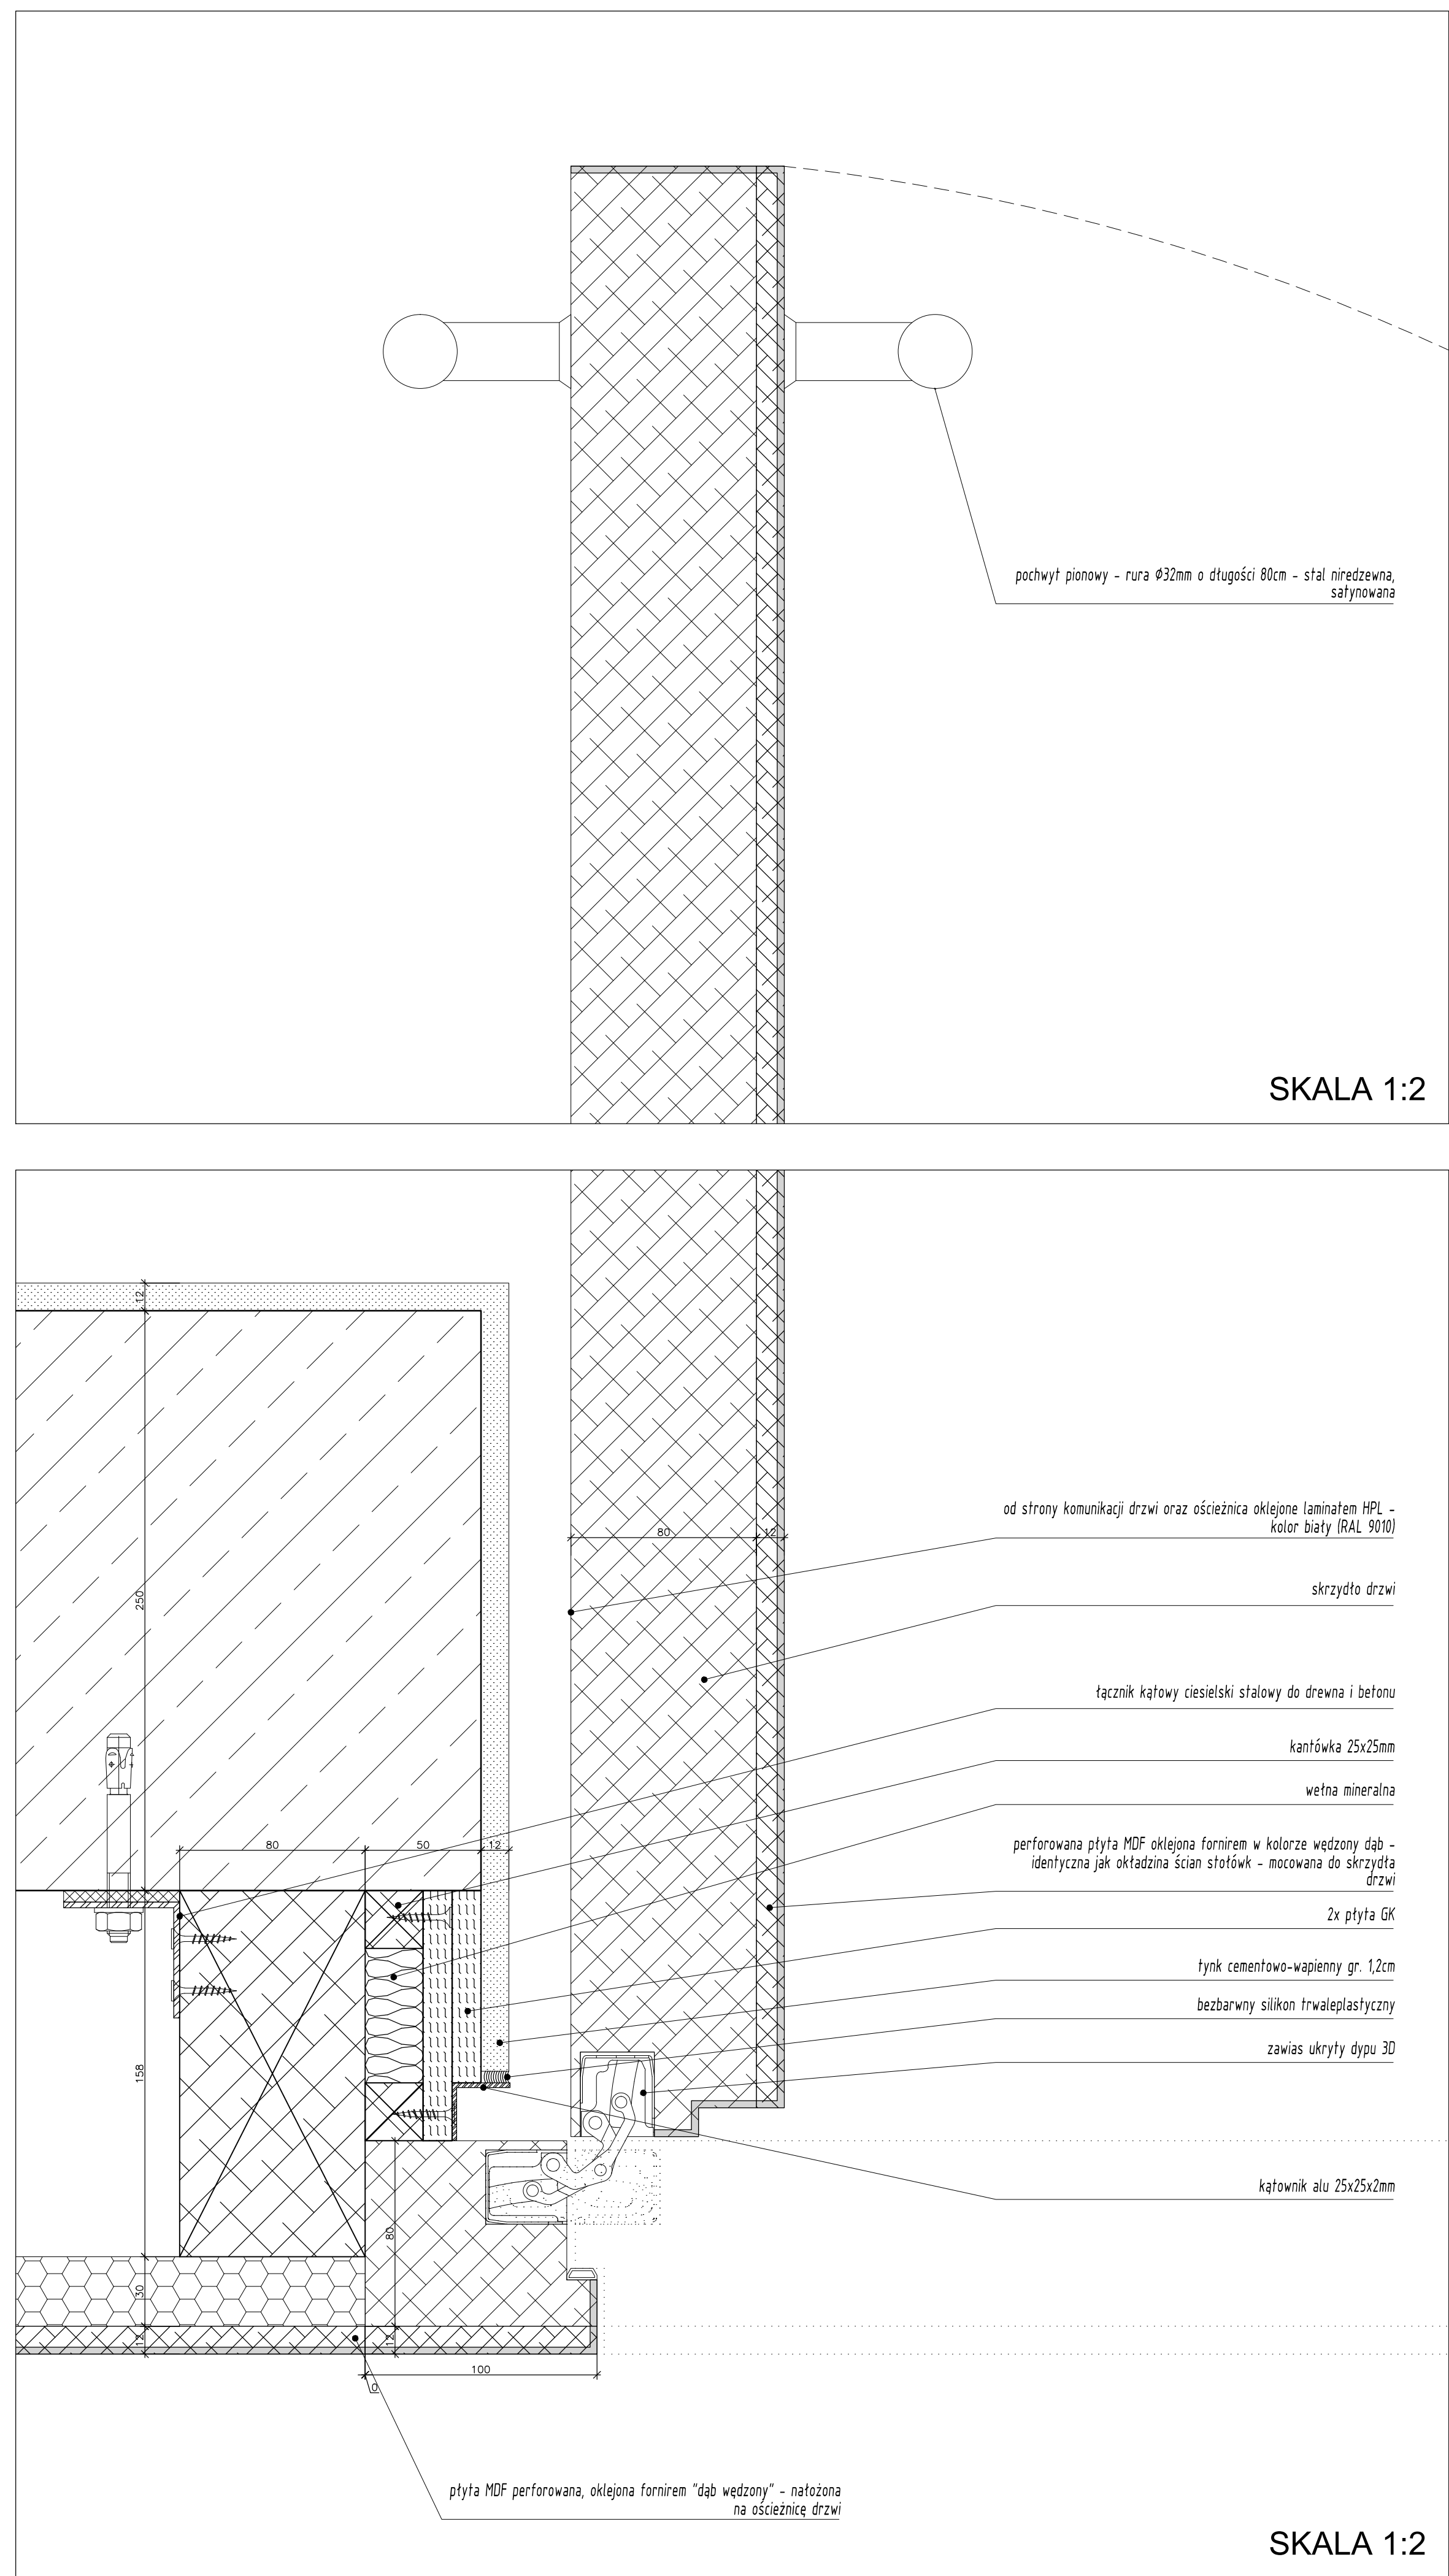 pochwyt pionowy - rura Ø32mm o długości 80cm - stal niredzewna,
satynowana
SKALA 1:2
12
od strony komunikacji drzwi oraz ościeżnica oklejone laminatem HPL -
kolor biały (RAL 9010)
80
12
skrzydło drzwi
250
łącznik kątowy ciesielski stalowy do drewna i betonu
kantówka 25x25mm
wełna mineralna
80
50
12
perforowana płyta MDF oklejona fornirem w kolorze wędzony dąb -
identyczna jak okładzina ścian stołówk - mocowana do skrzydła
drzwi
2x płyta GK
tynk cementowo-wapienny gr. 1,2cm
bezbarwny silikon trwaleplastyczny
zawias ukryty dypu 3D
158
kątownik alu 25x25x2mm
80
30
12
12
100
0
płyta MDF perforowana, oklejona fornirem "dąb wędzony" - nałożona
na ościeżnicę drzwi
SKALA 1:2